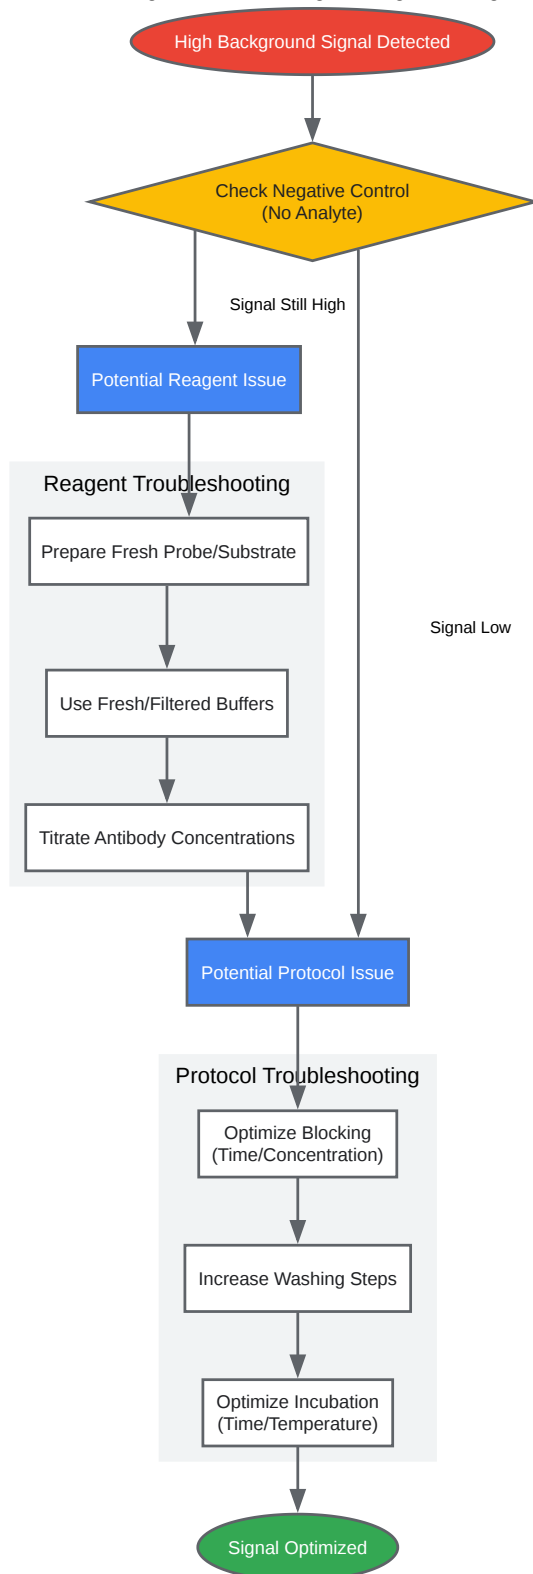 High Background Signal Detected
Check Negative Control
(No Analyte)
Signal Still High
Potential Reagent Issue
Reagent Troubleshooting
Prepare Fresh Probe/Substrate
Signal Low
Use Fresh/Filtered Buffers
Titrate Antibody Concentrations
Potential Protocol Issue
Protocol Troubleshooting
Optimize Blocking
(Time/Concentration)
Increase Washing Steps
Optimize Incubation
(Time/Temperature)
Signal Optimized